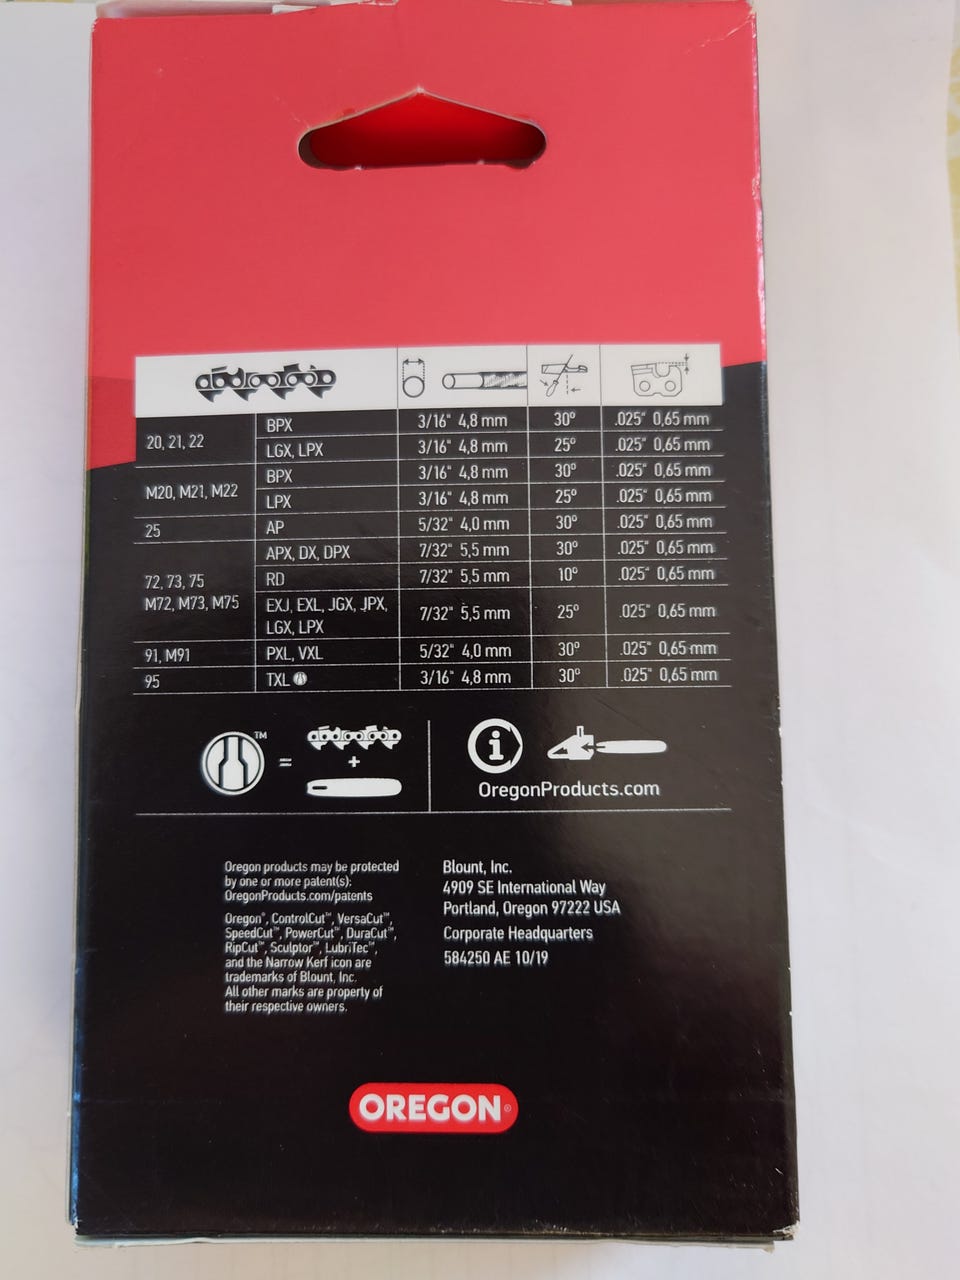 20, 21, 22 BPX 3/16" 4,8 mm 30° .025" 0,65 mm
LGX, LPX 3/16" 4,8 mm 25° .025" 0,65 mm
M20, M21, M22 BPX 3/16" 4,8 mm 30° .025" 0,65 mm
LPX 3/16" 4,8 mm 25° .025" 0,65 mm
25 AP 5/32" 4,0 mm 30° .025" 0,65 mm
72, 73, 75
M72, M73, M75
APX, DX, DPX 7/32" 5,5 mm 30° .025" 0,65 mm
RD 7/32" 5,5 mm 10° .025" 0,65 mm
EXJ, EXL, JGX, JPX,
LGX, LPX 7/32" 5,5 mm 25° .025" 0,65 mm
91, M91 PXL, VXL 5/32" 4,0 mm 30° .025" 0,65 mm
95 TXL 3/16" 4,8 mm 30° .025" 0,65 mm
TM = +
i
OregonProducts.com
Oregon products may be protected
by one or more patent(s):
OregonProducts.com/patents
Oregon®, ControlCut™, VersaCut™,
SpeedCut™, PowerCut™, DuraCut™,
RipCut™, Sculptor™, LubriTec™,
and the Narrow Kerf icon are
trademarks of Blount, Inc.
All other marks are property of
their respective owners.
Blount, Inc.
4909 SE International Way
Portland, Oregon 97222 USA
Corporate Headquarters
584250 AE 10/19
OREGON®